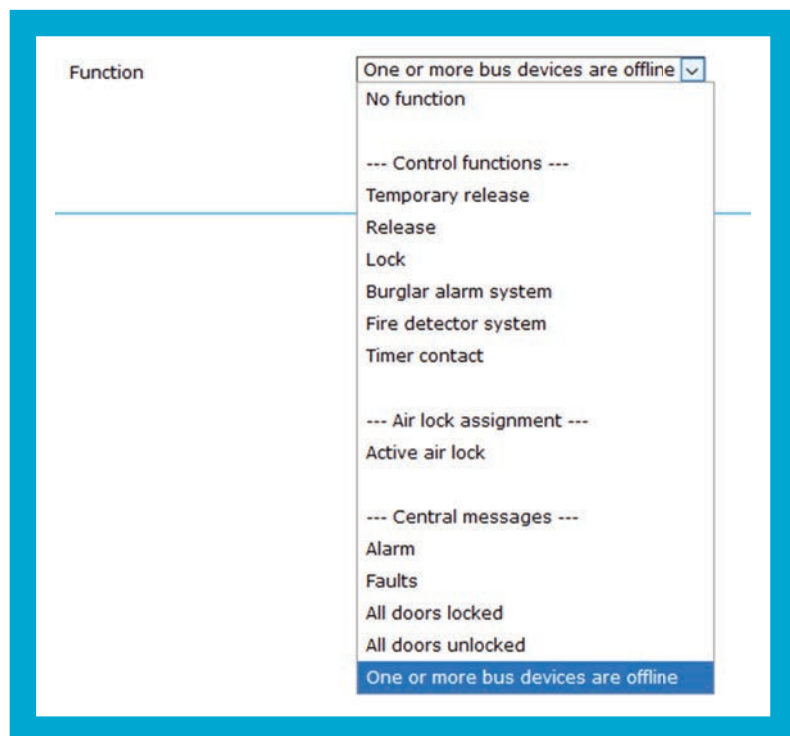 Function
One or more bus devices are offline
No function
--- Control functions ---
Temporary release
Release
Lock
Burglar alarm system
Fire detector system
Timer contact
--- Air lock assignment ---
Active air lock
--- Central messages ---
Alarm
Faults
All doors locked
All doors unlocked
One or more bus devices are offline